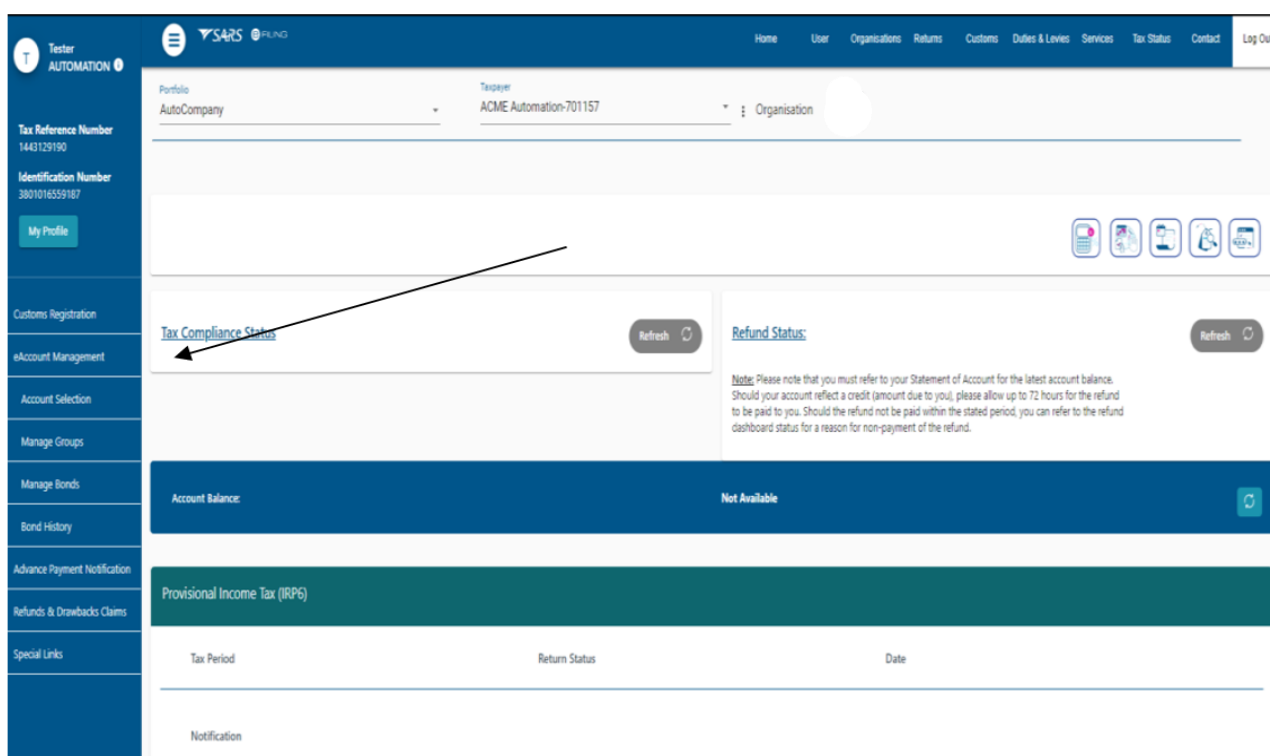 T
Tester
AUTOMATION
Tax Reference Number
1443129190
Identification Number
3801016559187
My Profile
Customs Registration
eAccount Management
Account Selection
Manage Groups
Manage Bonds
Bond History
Advance Payment Notification
Refunds & Drawbacks Claims
Special Links
SARS eFILING
Home User Organisations Returns Customs Duties & Levies Services Tax Status Contact Log Ou
Portfolio
AutoCompany
Taxpayer
ACME Automation-701157
Organisation
Tax Compliance Status
Refresh
Refund Status:
Refresh
Note: Please note that you must refer to your Statement of Account for the latest account balance.
Should your account reflect a credit (amount due to you), please allow up to 72 hours for the refund
to be paid to you. Should the refund not be paid within the stated period, you can refer to the refund
dashboard status for a reason for non-payment of the refund.
Account Balance: Not Available
Provisional Income Tax (IRP6)
Tax Period Return Status Date
Notification